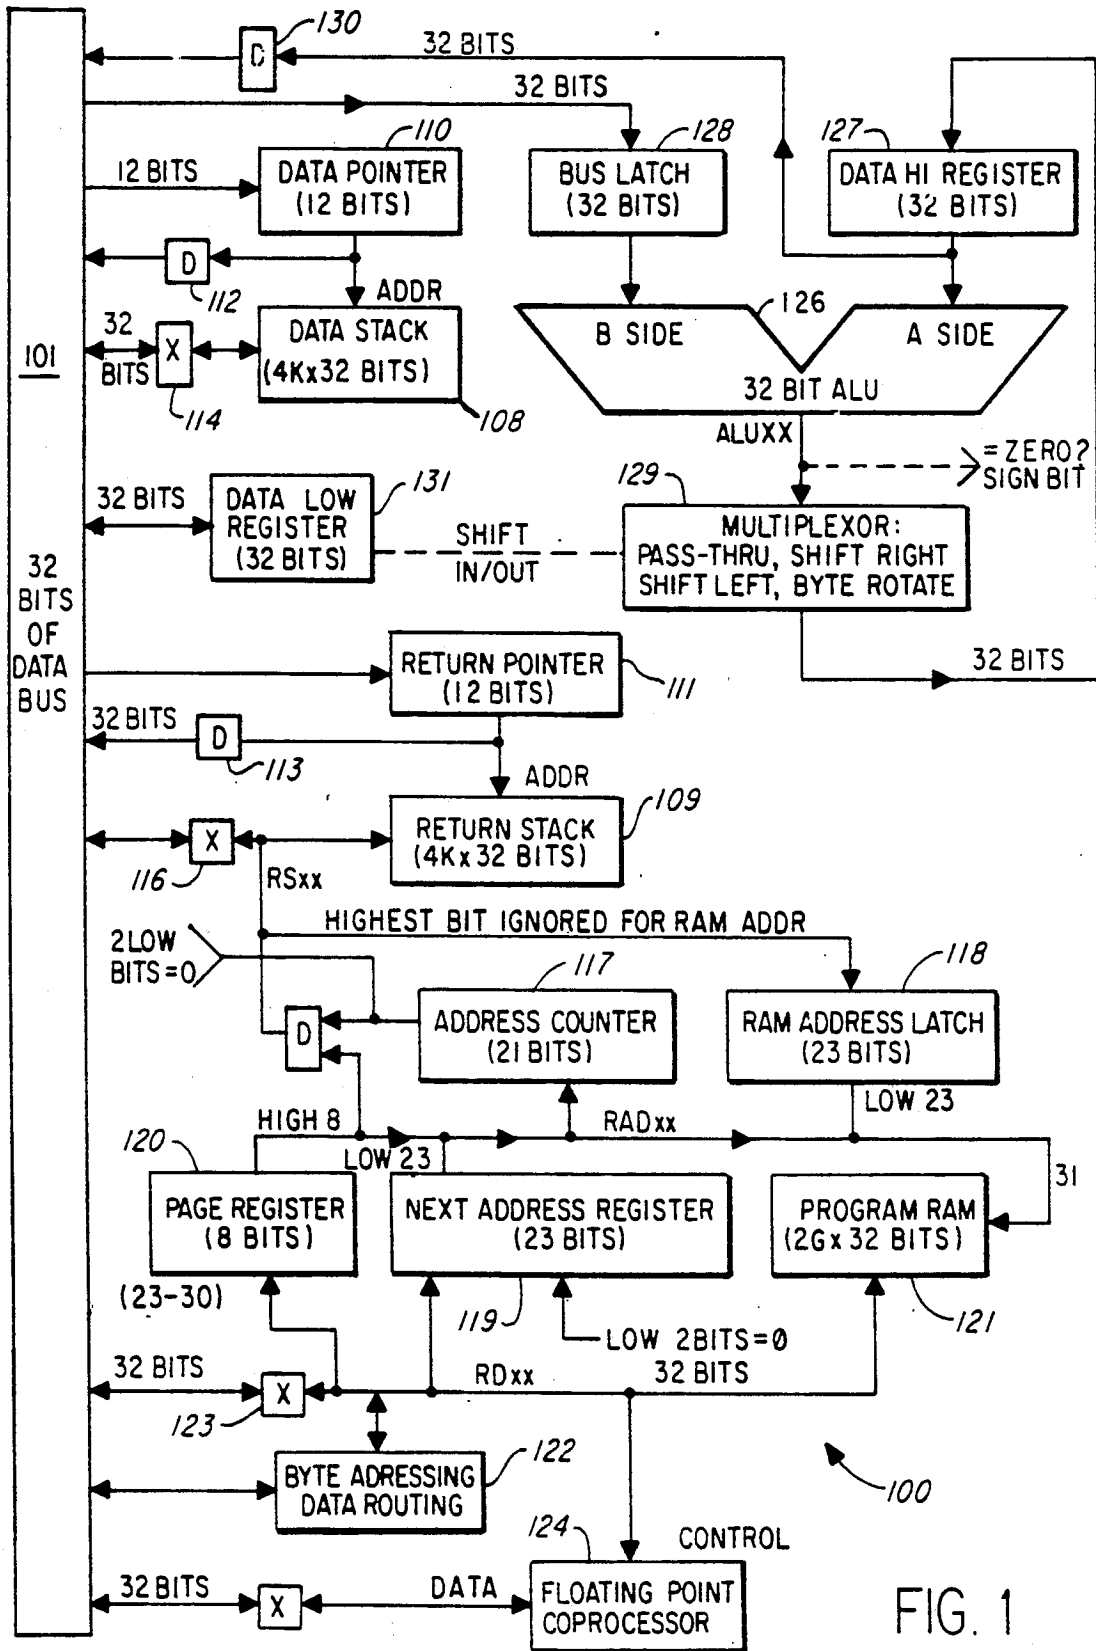 130
C
32 BITS
32 BITS
110
128
127
12 BITS
DATA POINTER
(12 BITS)
BUS LATCH
(32 BITS)
DATA HI REGISTER
(32 BITS)
D
112
ADDR
126
32
BITS
X
114
DATA STACK
(4Kx32 BITS)
108
B SIDE
A SIDE
32 BIT ALU
101
ALUXX
=ZERO?
SIGN BIT
131
129
32 BITS
DATA LOW
REGISTER
(32 BITS)
SHIFT
IN/OUT
MULTIPLEXOR:
PASS-THRU, SHIFT RIGHT
SHIFT LEFT, BYTE ROTATE
32
BITS
OF
DATA
BUS
RETURN POINTER
(12 BITS)
111
32 BITS
32 BITS
D
113
ADDR
109
X
116
RETURN STACK
(4Kx32 BITS)
RSxx
HIGHEST BIT IGNORED FOR RAM ADDR
2LOW
BITS=0
117
118
D
ADDRESS COUNTER
(21 BITS)
RAM ADDRESS LATCH
(23 BITS)
LOW 23
HIGH 8
RADxx
120
LOW 23
31
PAGE REGISTER
(8 BITS)
NEXT ADDRESS REGISTER
(23 BITS)
PROGRAM RAM
(2Gx32 BITS)
(23-30)
119
121
LOW 2BITS=0
32 BITS
X
123
RDxx
32 BITS
BYTE ADRESSING
DATA ROUTING
122
100
124
CONTROL
32 BITS
X
DATA
FLOATING POINT
COPROCESSOR
FIG. 1